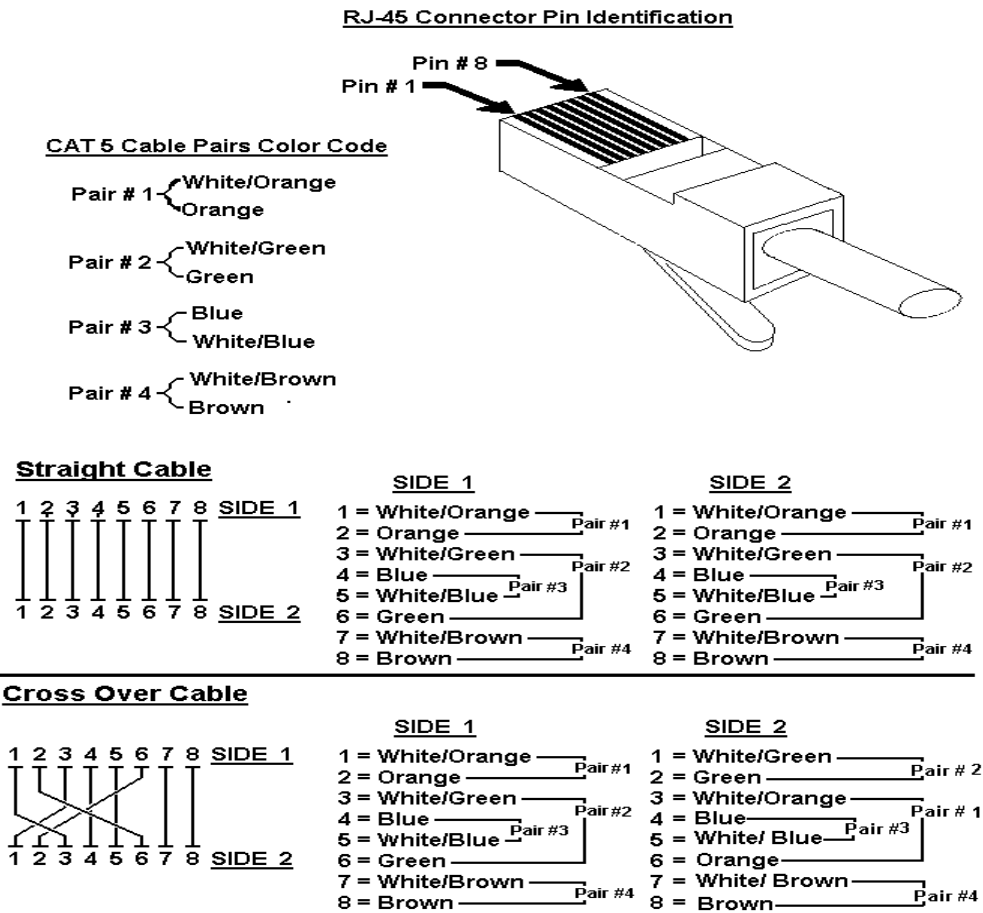 RJ-45 Connector Pin Identification
Pin # 8
Pin # 1
CAT 5 Cable Pairs Color Code
Pair # 1
White/Orange
Orange
Pair # 2
White/Green
Green
Pair # 3
Blue
White/Blue
Pair # 4
White/Brown
Brown
Straight Cable
1 2 3 4 5 6 7 8 SIDE 1
1 2 3 4 5 6 7 8 SIDE 2
SIDE 1
1 = White/Orange
2 = Orange
Pair #1
3 = White/Green
Pair #2
4 = Blue
5 = White/Blue
Pair #3
6 = Green
7 = White/Brown
8 = Brown
Pair #4
SIDE 2
1 = White/Orange
2 = Orange
Pair #1
3 = White/Green
Pair #2
4 = Blue
5 = White/Blue
Pair #3
6 = Green
7 = White/Brown
8 = Brown
Pair #4
Cross Over Cable
1 2 3 4 5 6 7 8 SIDE 1
1 2 3 4 5 6 7 8 SIDE 2
SIDE 1
1 = White/Orange
2 = Orange
Pair#1
3 = White/Green
Pair#2
4 = Blue
5 = White/Blue
Pair #3
6 = Green
7 = White/Brown
8 = Brown
Pair #4
SIDE 2
1 = White/Green
2 = Green
Pair # 2
3 = White/Orange
Pair # 1
4 = Blue
5 = White/ Blue
Pair #3
6 = Orange
7 = White/ Brown
8 = Brown
Pair #4